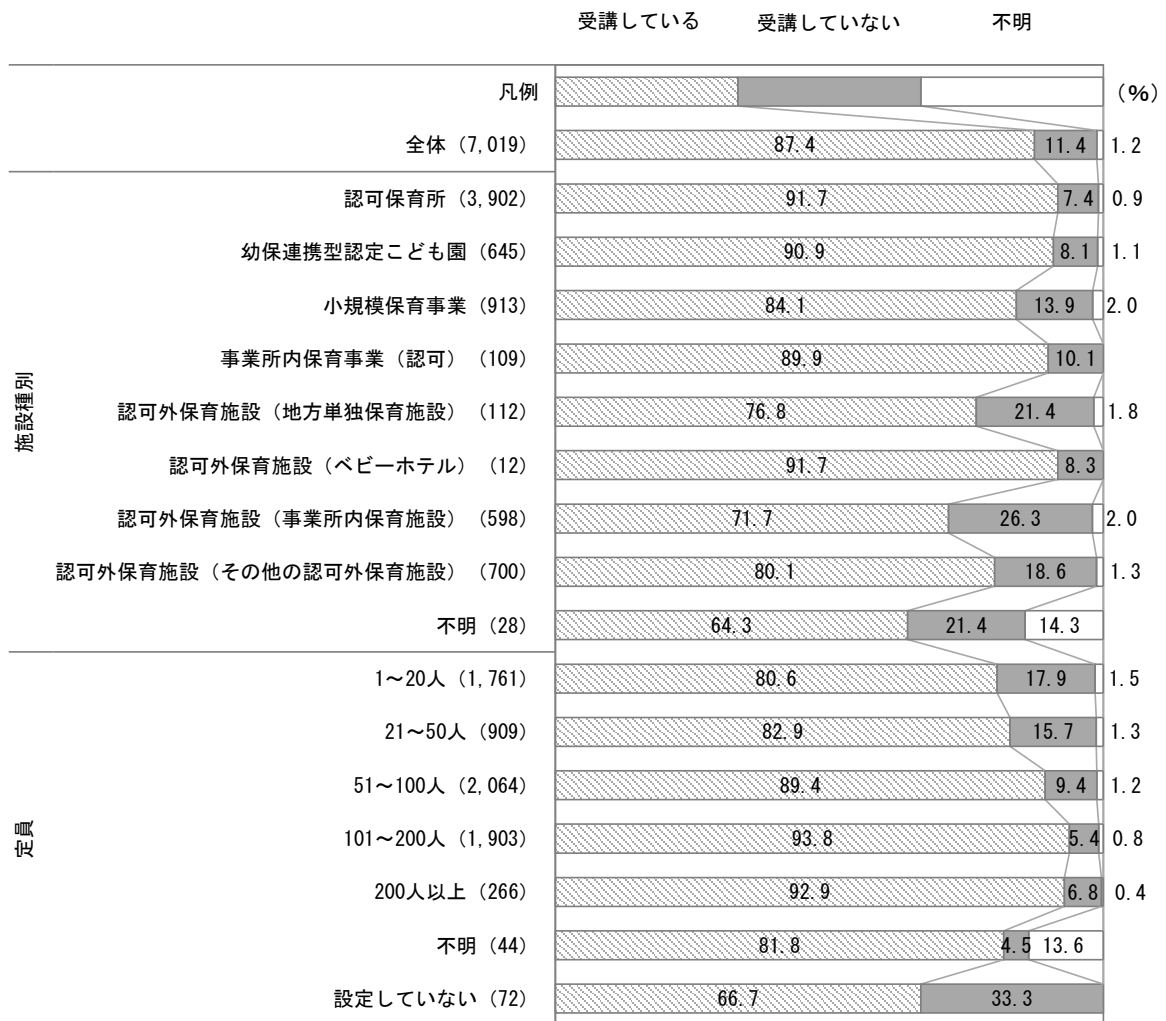 受講している 受講していない 不明
凡例 (%)
全体 (7,019) 87.4 11.4 1.2
施設種別
認可保育所 (3,902) 91.7 7.4 0.9
幼保連携型認定こども園 (645) 90.9 8.1 1.1
小規模保育事業 (913) 84.1 13.9 2.0
事業所内保育事業（認可） (109) 89.9 10.1
認可外保育施設（地方単独保育施設） (112) 76.8 21.4 1.8
認可外保育施設（ベビーホテル） (12) 91.7 8.3
認可外保育施設（事業所内保育施設） (598) 71.7 26.3 2.0
認可外保育施設（その他の認可外保育施設） (700) 80.1 18.6 1.3
不明 (28) 64.3 21.4 14.3
定員
1～20人 (1,761) 80.6 17.9 1.5
21～50人 (909) 82.9 15.7 1.3
51～100人 (2,064) 89.4 9.4 1.2
101～200人 (1,903) 93.8 5.4 0.8
200人以上 (266) 92.9 6.8 0.4
不明 (44) 81.8 4.5 13.6
設定していない (72) 66.7 33.3